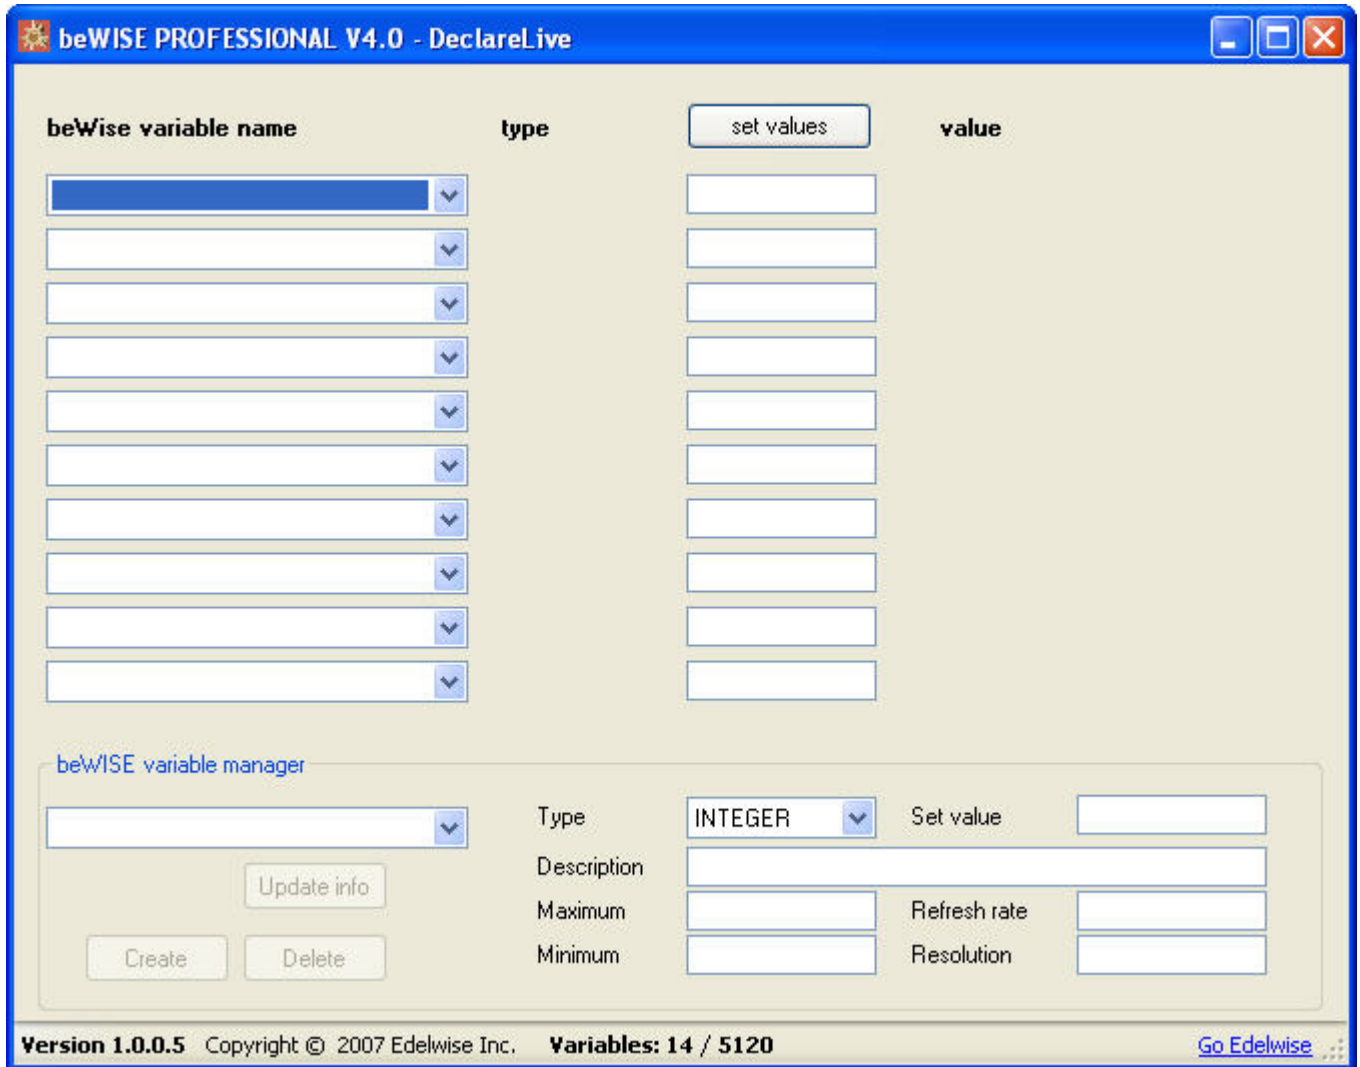 beWISE PROFESSIONAL V4.0 - DeclareLive
beWise variable name type set values value
beWISE variable manager
Type INTEGER Set value
Description
Update info
Maximum Refresh rate
Create Delete Minimum Resolution
Version 1.0.0.5 Copyright © 2007 Edelwise Inc. Variables: 14 / 5120 Go Edelwise